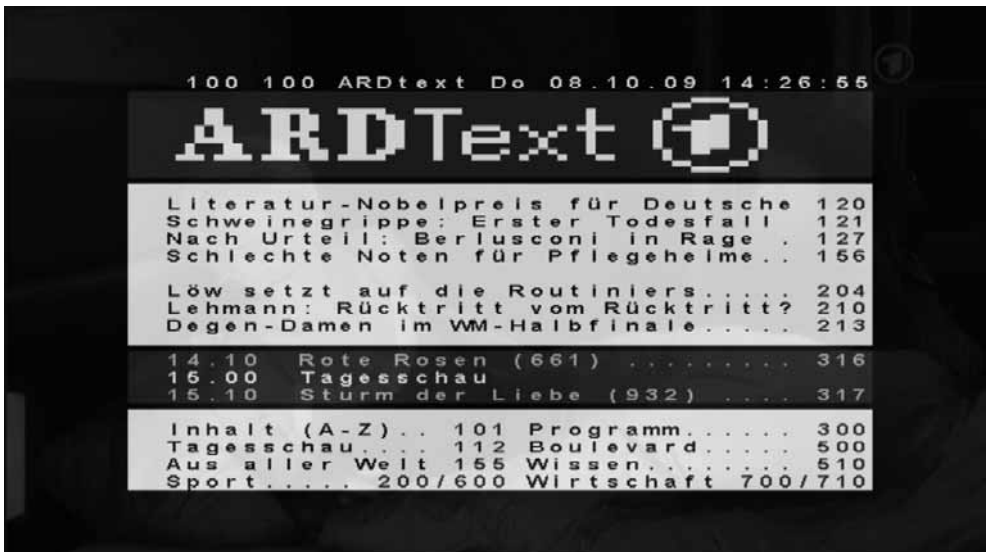 100 100 ARDtext Do 08.10.09 14:26:55
ARDText
Literatur-Nobelpreis für Deutsche 120
Schweinegrippe: Erster Todesfall 121
Nach Urteil: Berlusconi in Rage . 127
Schlechte Noten für Pflegeheime.. 156
Löw setzt auf die Routiniers..... 204
Lehmann: Rücktritt vom Rücktritt? 210
Degen-Damen im WM-Halbfinale..... 213
14.10 Rote Rosen (661) ......... 316
15.00 Tagesschau
15.10 Sturm der Liebe (932) .... 317
Inhalt (A-Z).. 101 Programm...... 300
Tagesschau.... 112 Boulevard..... 500
Aus aller Welt 155 Wissen........ 510
Sport..... 200/600 Wirtschaft 700/710